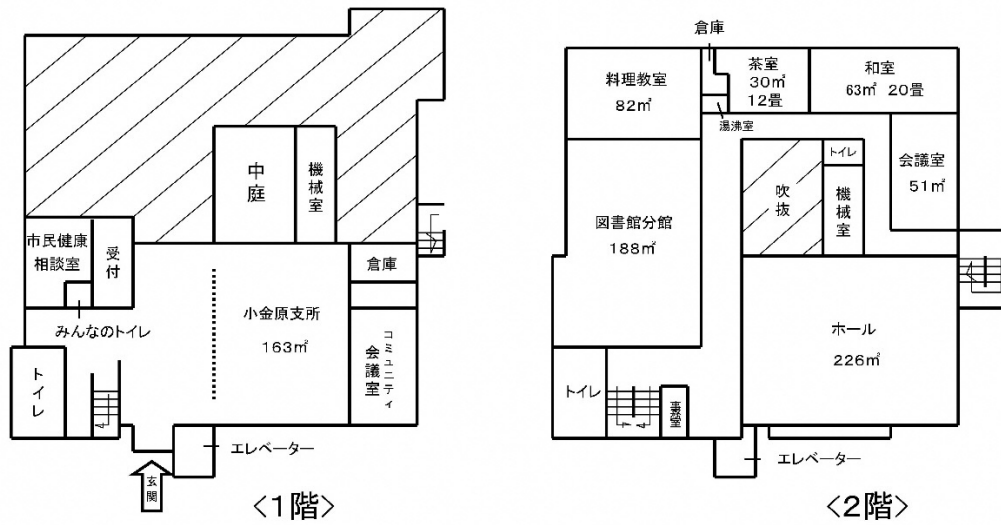 中庭
機械室
市民健康
相談室
受付
倉庫
みんなのトイレ
小金原支所
163㎡
コミュニティ
会議室
トイレ
エレベーター
玄関
<1階>
倉庫
料理教室
82㎡
茶室
30㎡
12畳
和室
63㎡ 20畳
湯沸室
トイレ
会議室
51㎡
吹抜
機械室
図書館分館
188㎡
ホール
226㎡
トイレ
事務室
エレベーター
<2階>